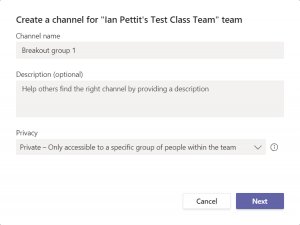 Create a channel for "Ian Pettit's Test Class Team" team
Channel name
Breakout group 1
Description (optional)
Help others find the right channel by providing a description
Privacy
Private – Only accessible to a specific group of people within the team
Cancel
Next